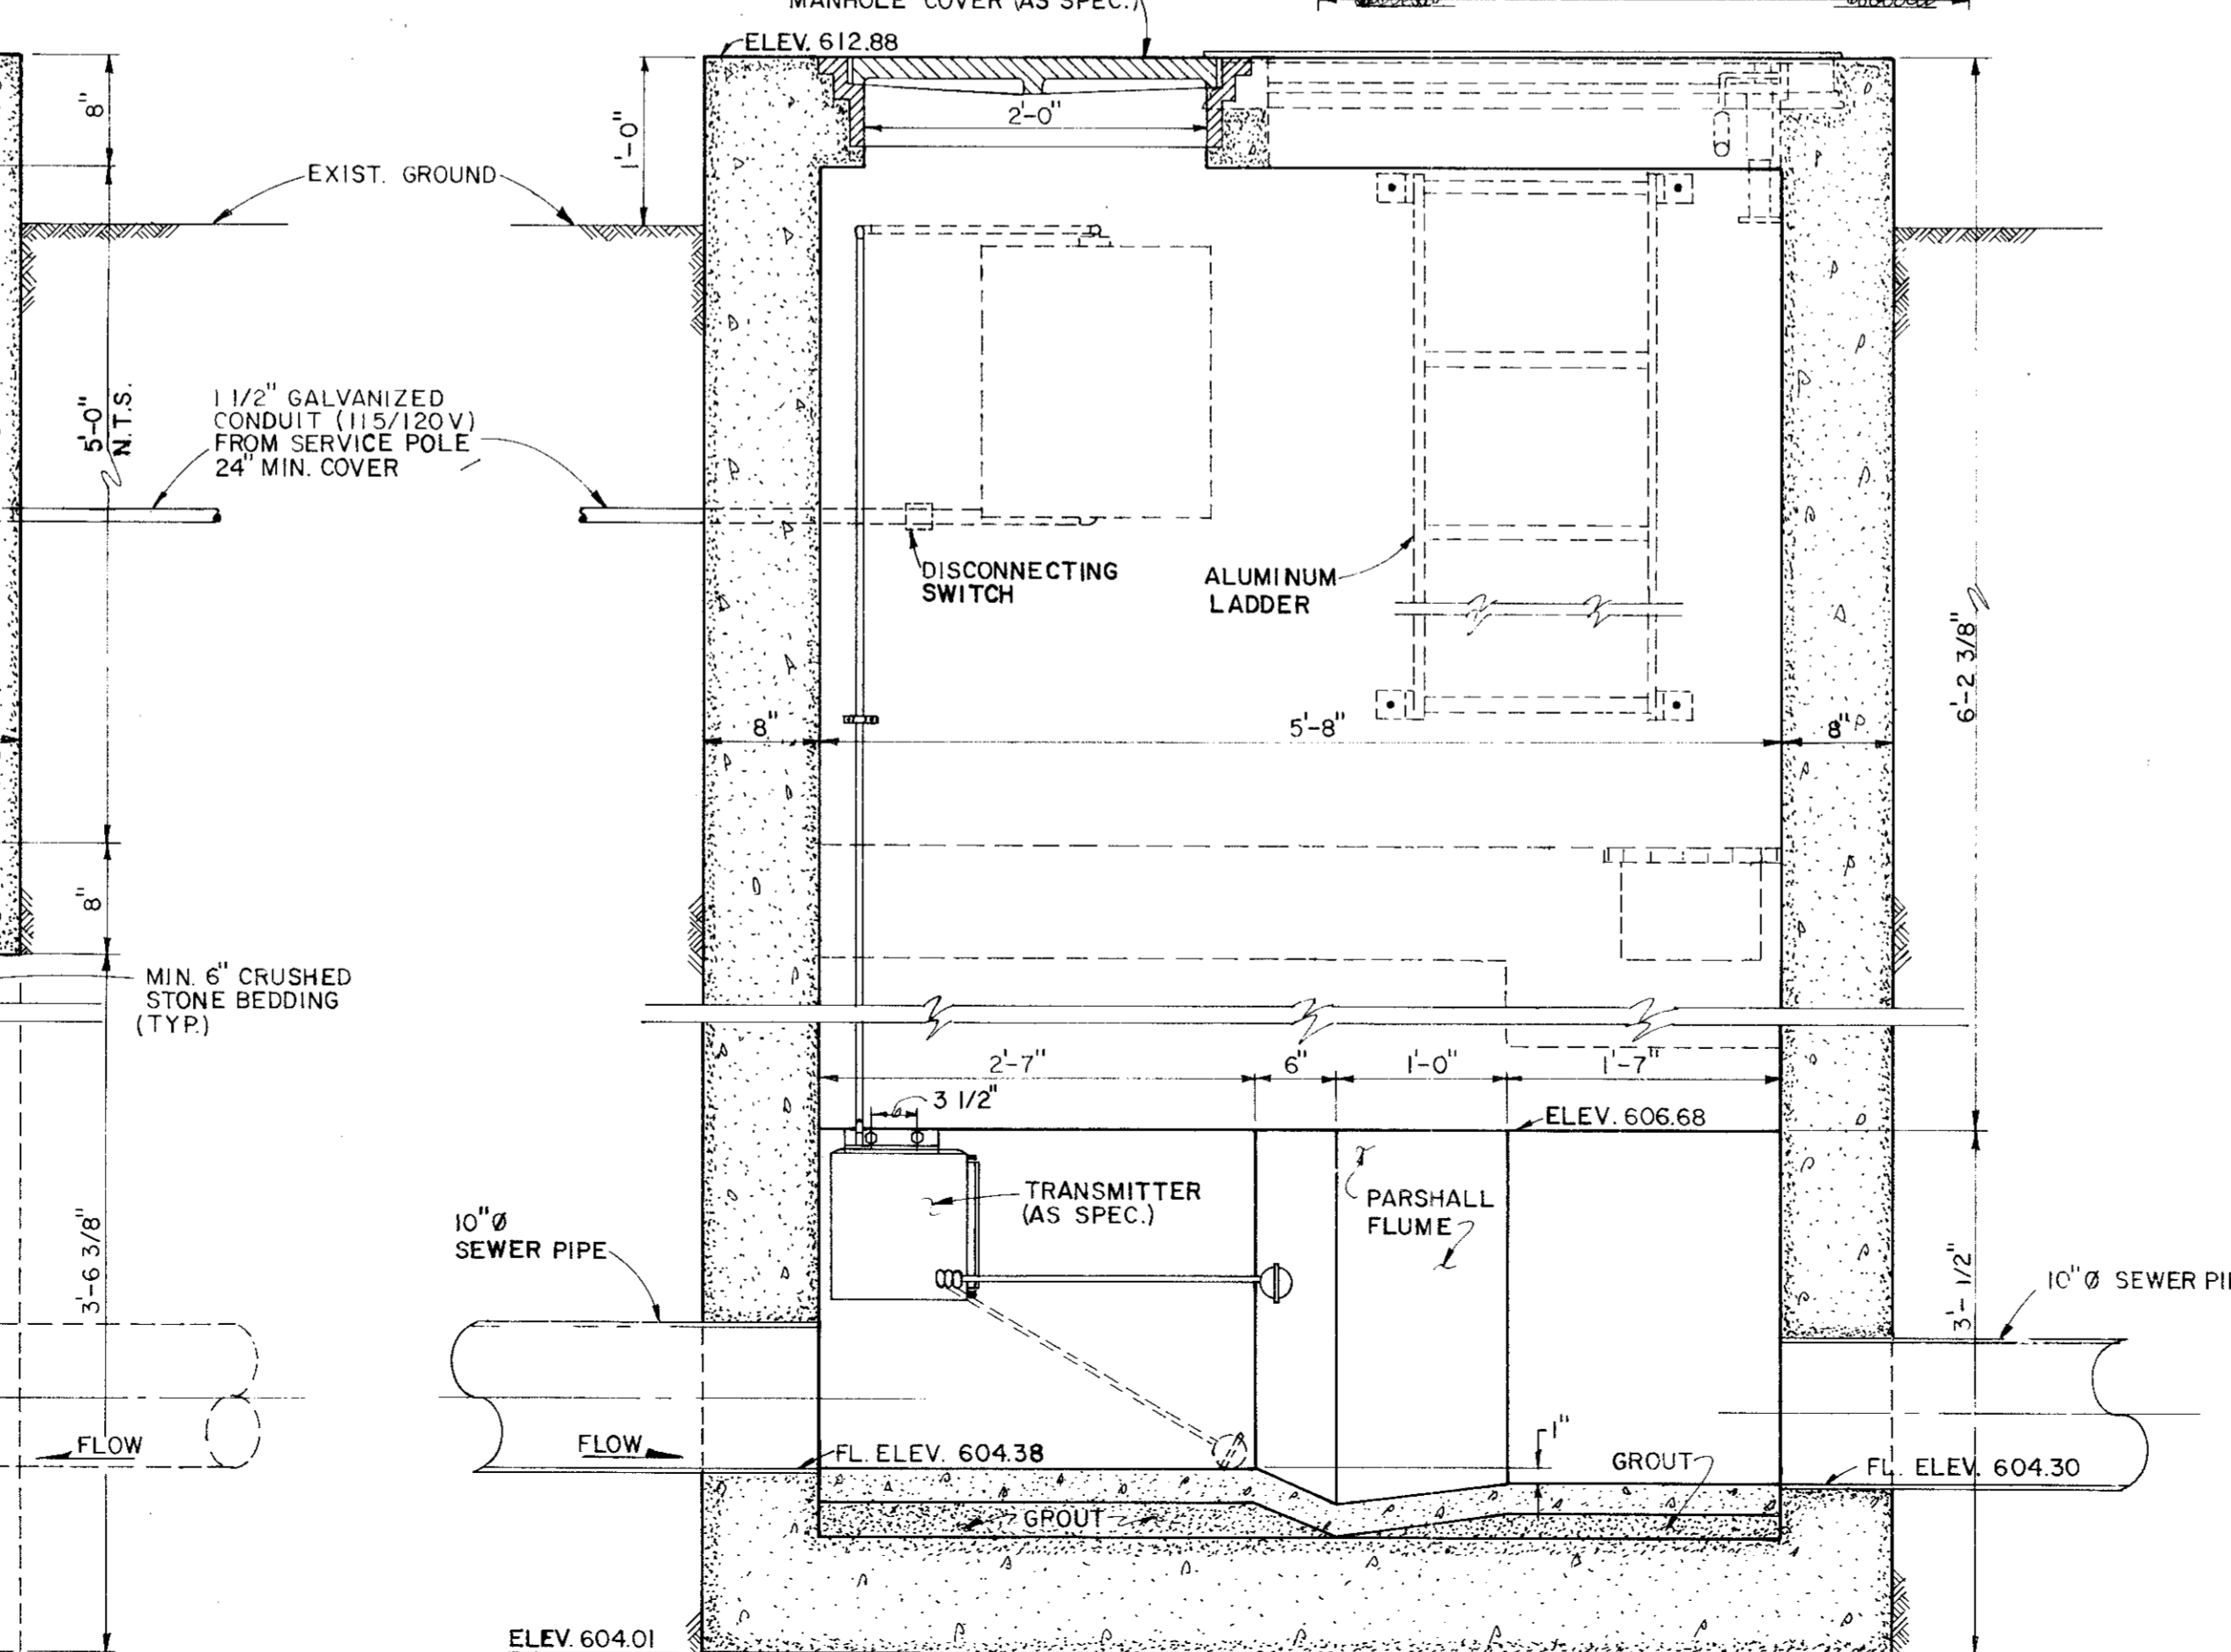 MANHOLE COVER (AS SPEC.)
ELEV. 612.88
8"
1'-0"
2'-0"
EXIST. GROUND
5'-0"
N.T.S.
1 1/2" GALVANIZED
CONDUIT (115/120V)
FROM SERVICE POLE
24" MIN. COVER
DISCONNECTING
SWITCH
ALUMINUM
LADDER
6'-2 3/8"
8"
5'-8"
8"
8"
MIN. 6" CRUSHED
STONE BEDDING
(TYP.)
2'-7"
6"
1'-0"
1'-7"
3 1/2"
ELEV. 606.68
TRANSMITTER
(AS SPEC.)
PARSHALL
FLUME
10"Ø
SEWER PIPE
3'-6 3/8"
3'-1/2"
10"Ø SEWER PI
1"
FLOW
FLOW
FL. ELEV. 604.38
GROUT
FL. ELEV. 604.30
GROUT
ELEV. 604.01